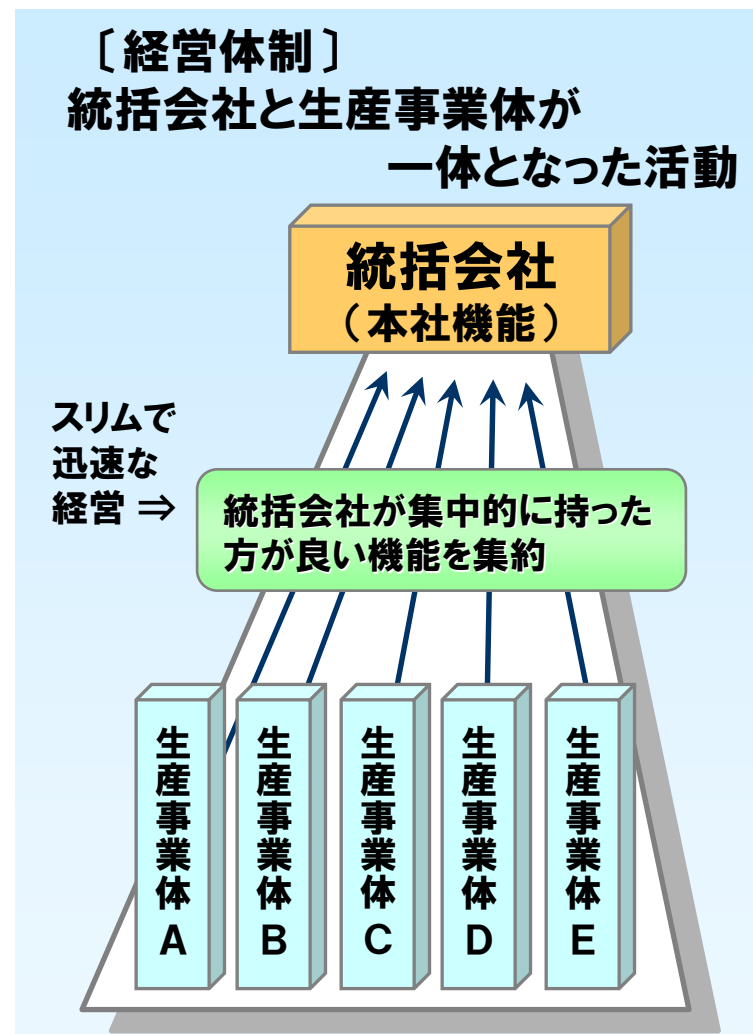 〔経営体制〕
統括会社と生産事業体が
一体となった活動
統括会社
（本社機能）
スリムで
迅速な
経営 ⇒
統括会社が集中的に持った
方が良い機能を集約
生産事業体A
生産事業体B
生産事業体C
生産事業体D
生産事業体E